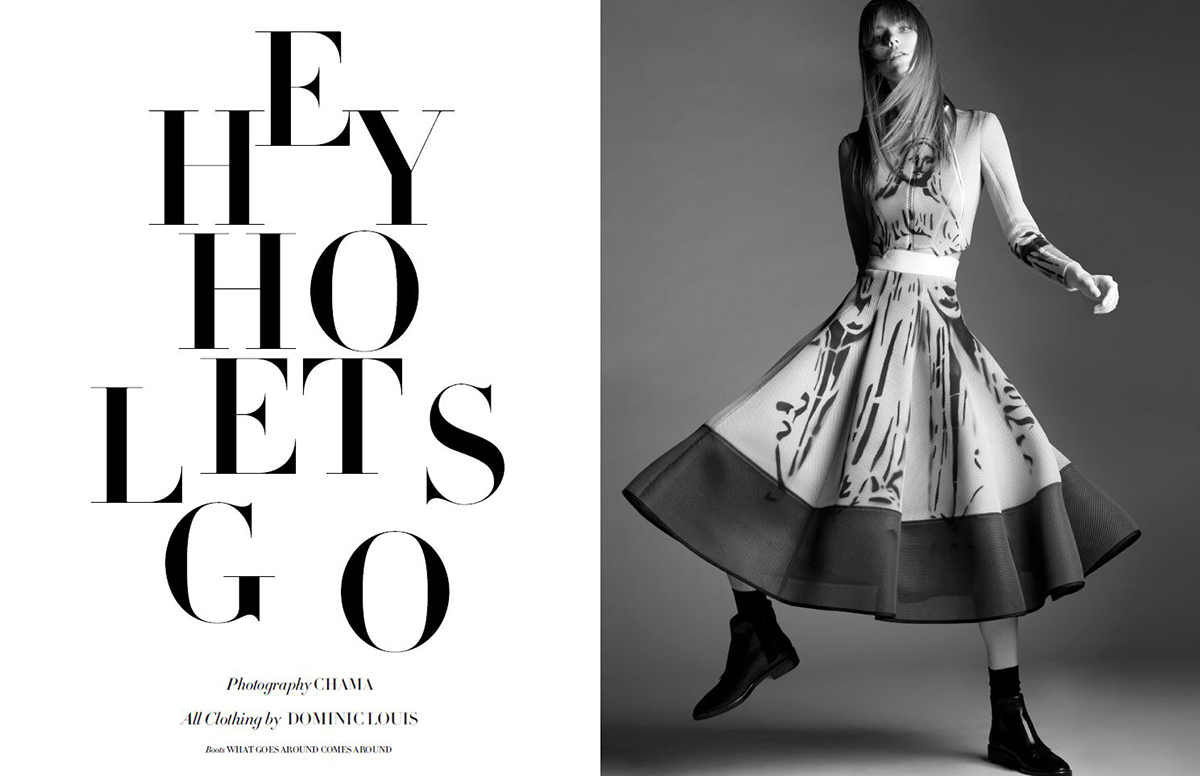 HEY
HO
LETS
GO
Photography CHAMA
All Clothing by DOMINIC LOUIS
Boots WHAT GOES AROUND COMES AROUND